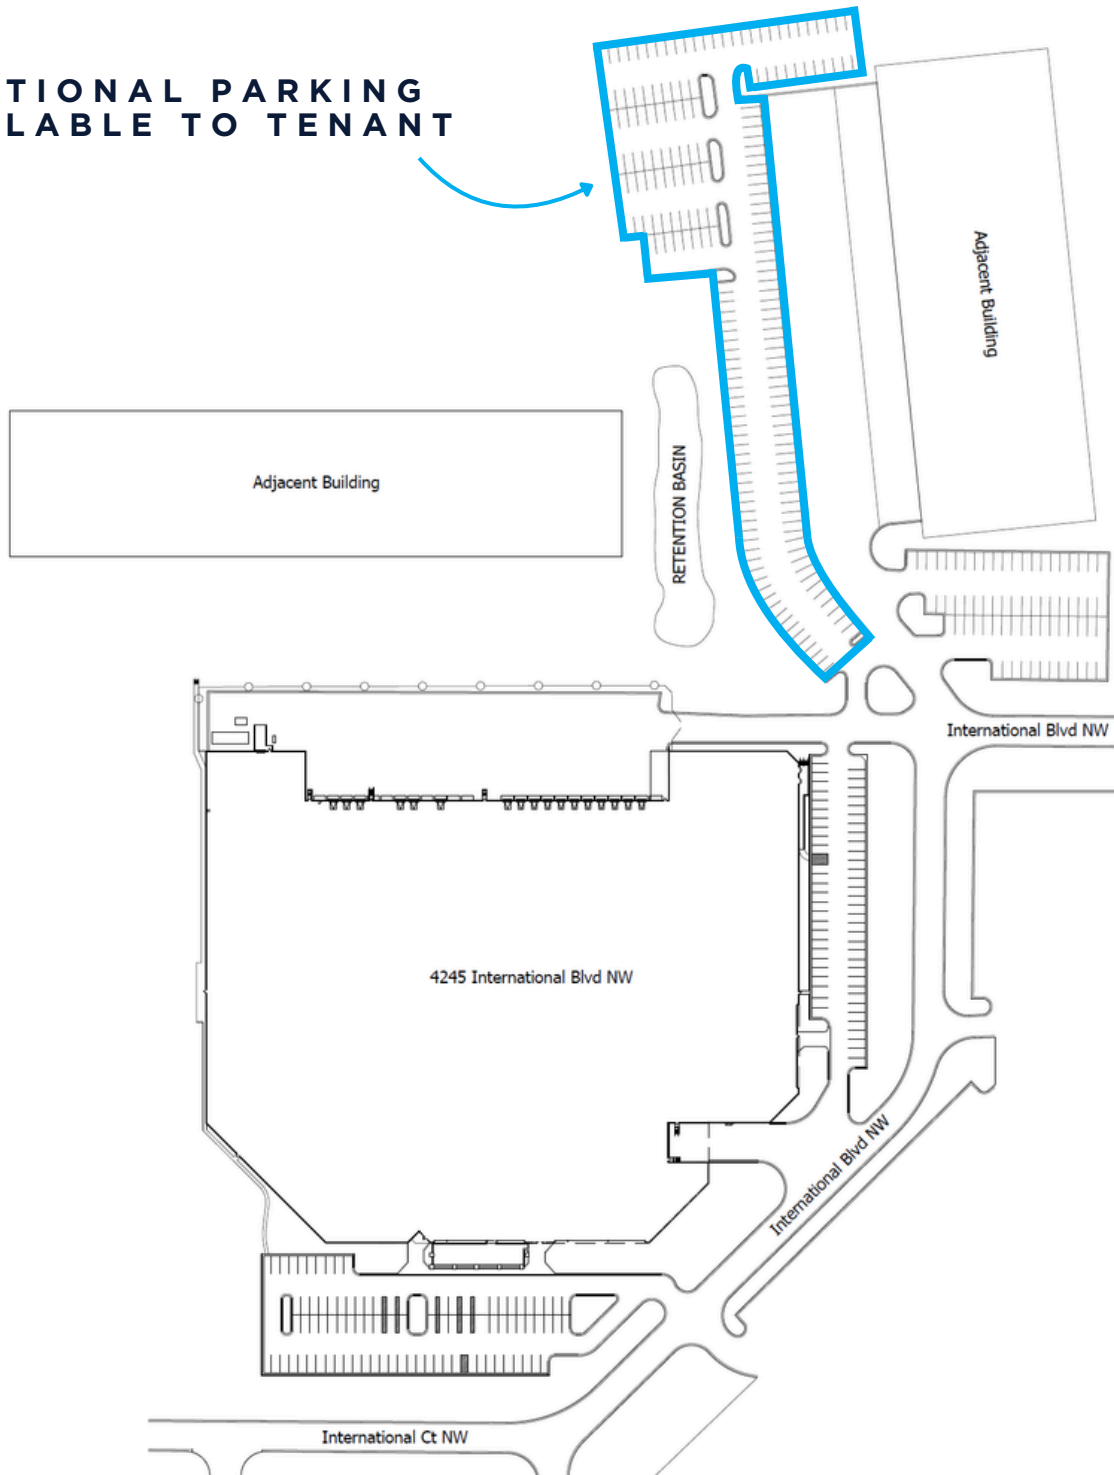 TIONAL PARKING
LABLE TO TENANT
Adjacent Building
Adjacent Building
RETENTION BASIN
International Blvd NW
4245 International Blvd NW
International Blvd NW
International Ct NW